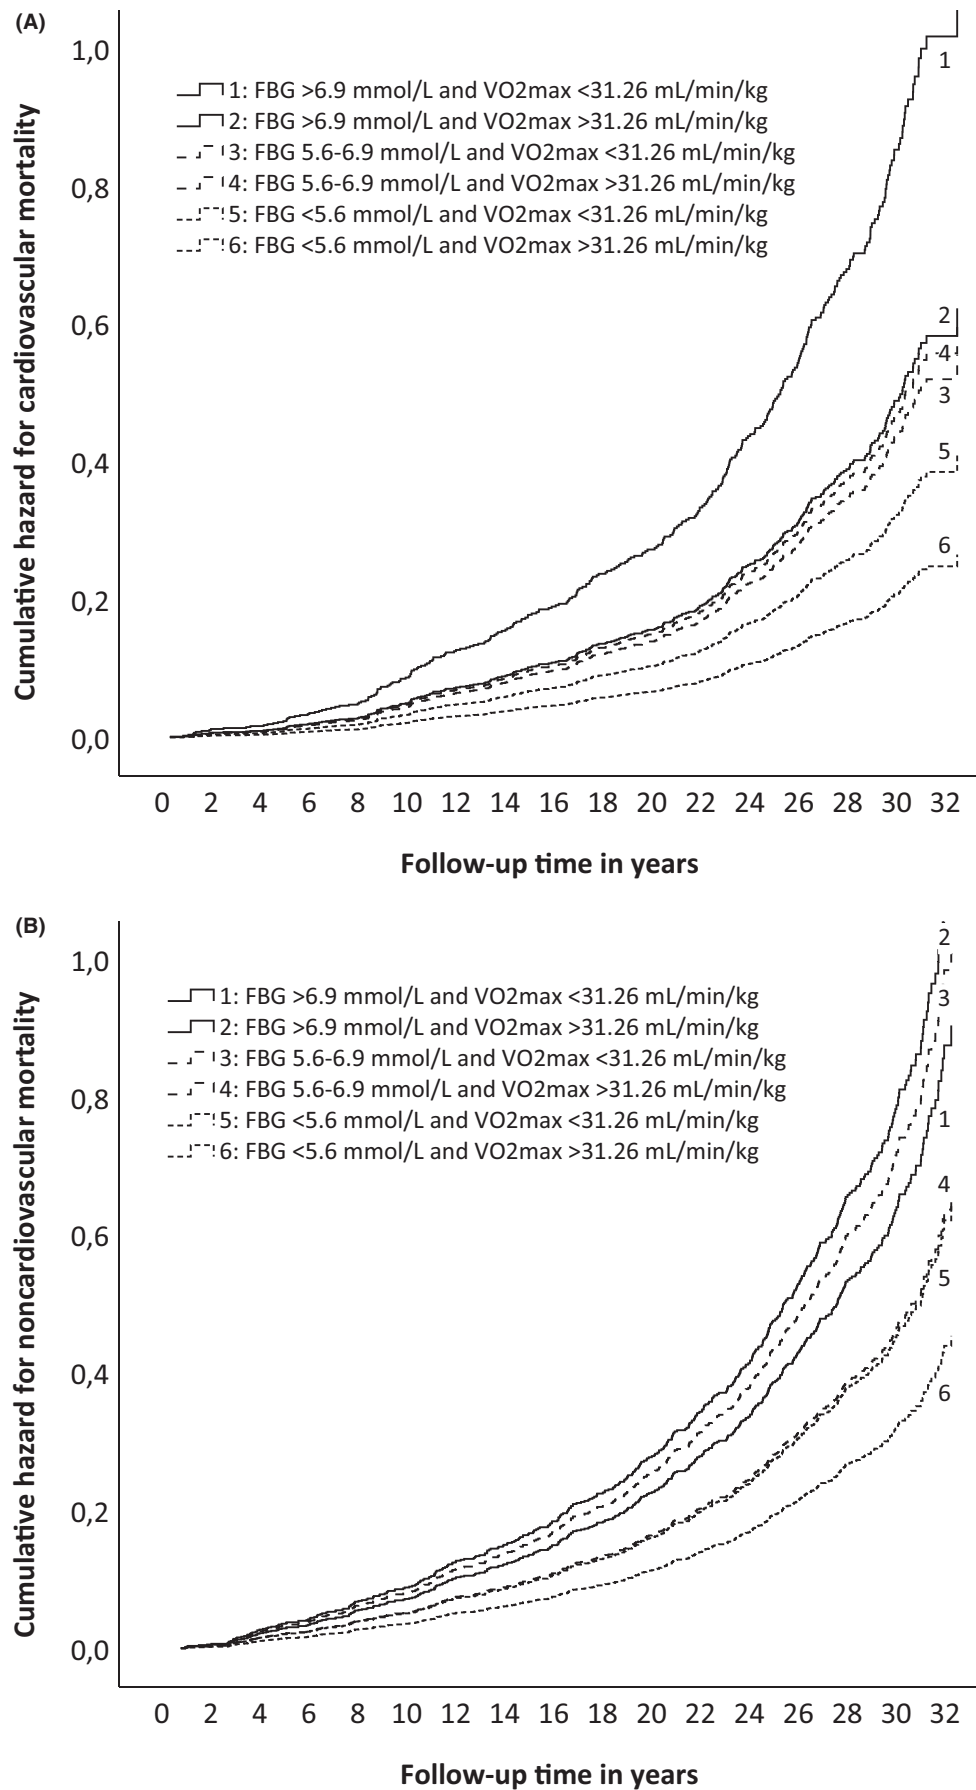 (A)
Cumulative hazard for cardiovascular mortality
1,0
0,8
0,6
0,4
0,2
0,0
1: FBG >6.9 mmol/L and VO2max <31.26 mL/min/kg
2: FBG >6.9 mmol/L and VO2max >31.26 mL/min/kg
3: FBG 5.6-6.9 mmol/L and VO2max <31.26 mL/min/kg
4: FBG 5.6-6.9 mmol/L and VO2max >31.26 mL/min/kg
5: FBG <5.6 mmol/L and VO2max <31.26 mL/min/kg
6: FBG <5.6 mmol/L and VO2max >31.26 mL/min/kg
1
2
4
3
5
6
0 2 4 6 8 10 12 14 16 18 20 22 24 26 28 30 32
Follow-up time in years
(B)
Cumulative hazard for noncardiovascular mortality
1,0
0,8
0,6
0,4
0,2
0,0
1: FBG >6.9 mmol/L and VO2max <31.26 mL/min/kg
2: FBG >6.9 mmol/L and VO2max >31.26 mL/min/kg
3: FBG 5.6-6.9 mmol/L and VO2max <31.26 mL/min/kg
4: FBG 5.6-6.9 mmol/L and VO2max >31.26 mL/min/kg
5: FBG <5.6 mmol/L and VO2max <31.26 mL/min/kg
6: FBG <5.6 mmol/L and VO2max >31.26 mL/min/kg
2
3
1
4
5
6
0 2 4 6 8 10 12 14 16 18 20 22 24 26 28 30 32
Follow-up time in years